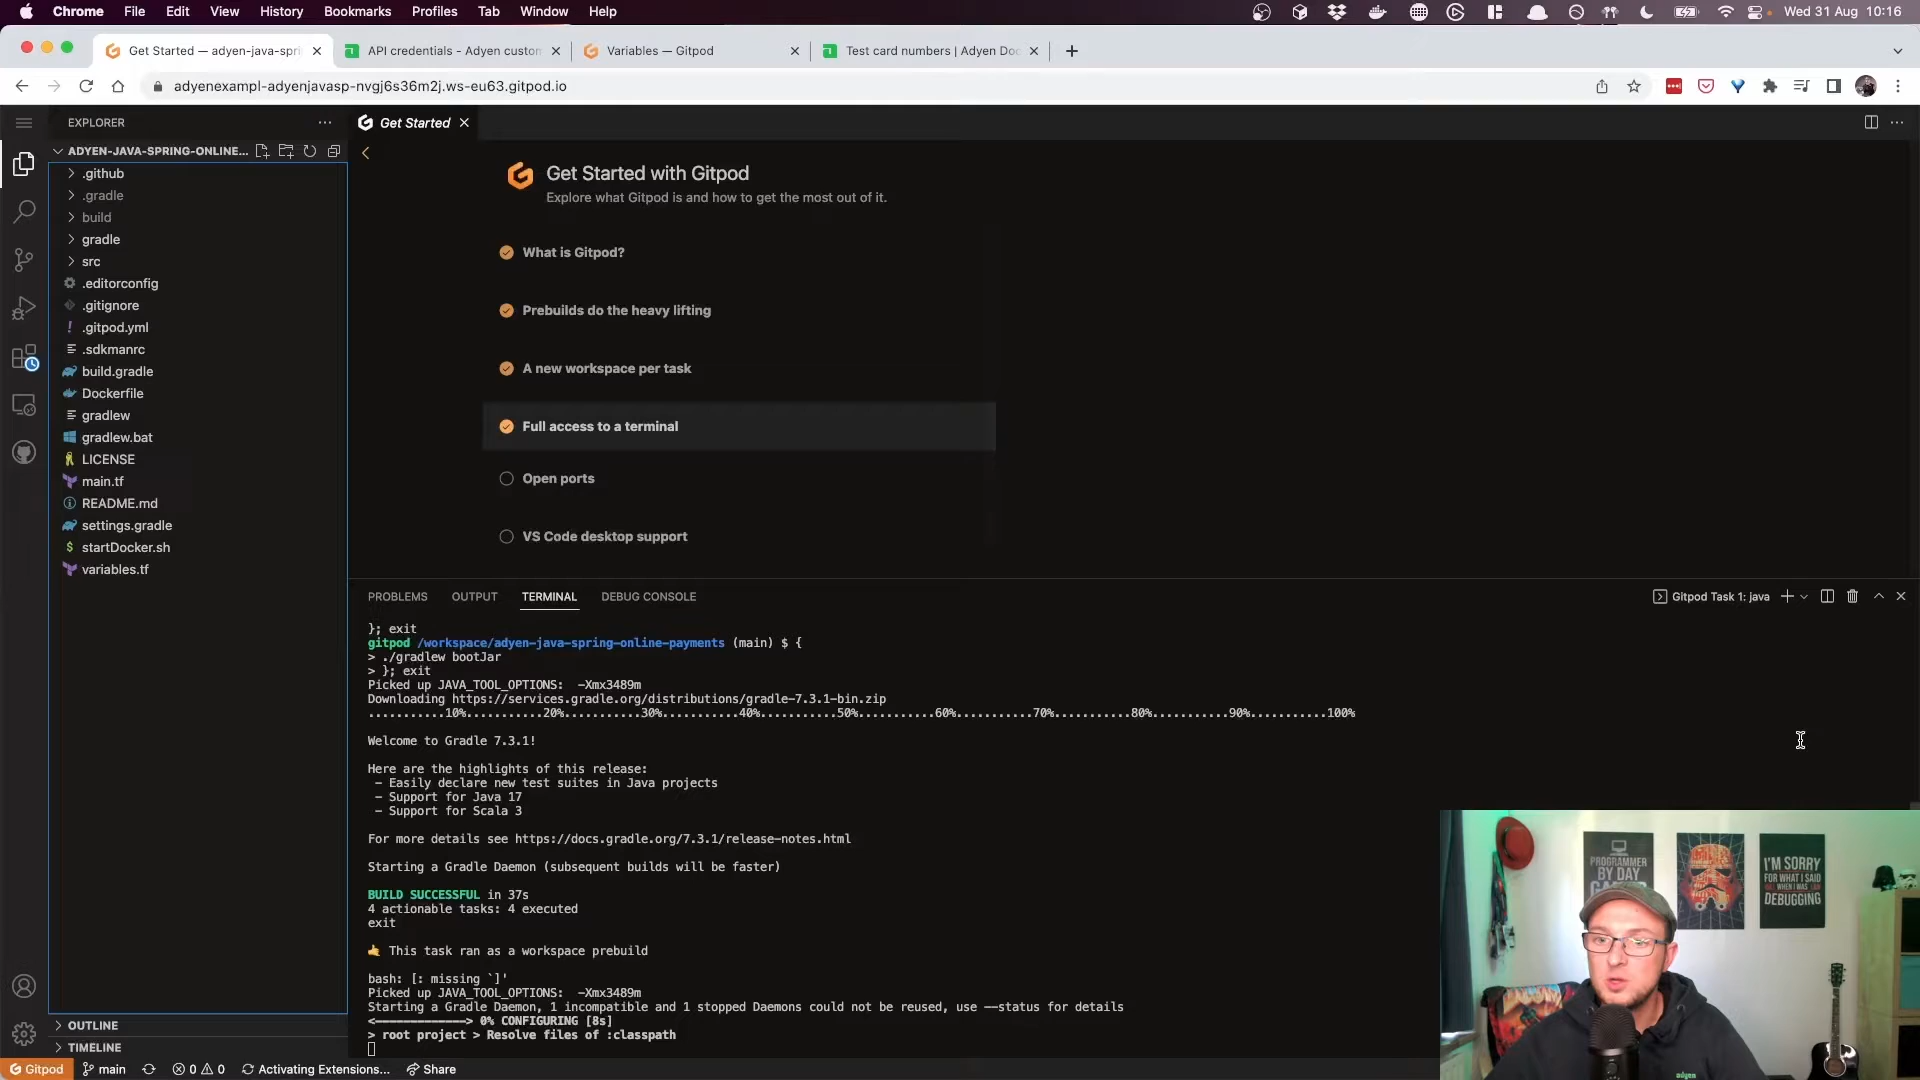 Chrome File Edit View History Bookmarks Profiles Tab Window Help
Wed 31 Aug 10:16
Get Started — adyen-java-spri
API credentials - Adyen custom
Variables — Gitpod
Test card numbers | Adyen Doc
adyenexampl-adyenjavasp-nvgj6s36m2j.ws-eu63.gitpod.io
EXPLORER
Get Started
ADYEN-JAVA-SPRING-ONLINE...
.github
.gradle
build
gradle
src
.editorconfig
.gitignore
.gitpod.yml
.sdkmanrc
build.gradle
Dockerfile
gradlew
gradlew.bat
LICENSE
main.tf
README.md
settings.gradle
startDocker.sh
variables.tf
OUTLINE
TIMELINE
Get Started with Gitpod
Explore what Gitpod is and how to get the most out of it.
What is Gitpod?
Prebuilds do the heavy lifting
A new workspace per task
Full access to a terminal
Open ports
VS Code desktop support
PROBLEMS OUTPUT TERMINAL DEBUG CONSOLE
Gitpod Task 1: java
}; exit
gitpod /workspace/adyen-java-spring-online-payments (main) $ {
> ./gradlew bootJar
> }; exit
Picked up JAVA_TOOL_OPTIONS:  -Xmx3489m
Downloading https://services.gradle.org/distributions/gradle-7.3.1-bin.zip
...........10%...........20%...........30%...........40%...........50%...........60%...........70%...........80%...........90%...........100%
Welcome to Gradle 7.3.1!
Here are the highlights of this release:
- Easily declare new test suites in Java projects
- Support for Java 17
- Support for Scala 3
For more details see https://docs.gradle.org/7.3.1/release-notes.html
Starting a Gradle Daemon (subsequent builds will be faster)
BUILD SUCCESSFUL in 37s
4 actionable tasks: 4 executed
exit
🤙 This task ran as a workspace prebuild
bash: [: missing `]'
Picked up JAVA_TOOL_OPTIONS:  -Xmx3489m
Starting a Gradle Daemon, 1 incompatible and 1 stopped Daemons could not be reused, use --status for details
<-------------> 0% CONFIGURING [8s]
> root project > Resolve files of :classpath
PROGRAMMER
BY DAY
I'M SORRY
FOR WHAT I SAID
WHEN I WAS
DEBUGGING
adyen
Gitpod main 0 0 Activating Extensions... Share